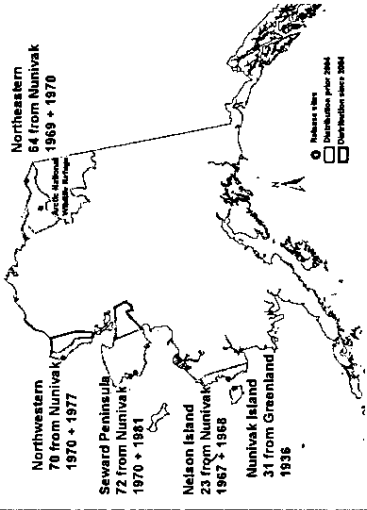 Northwestern
70 from Nunivak
1970 + 1977
Seward Peninsula
72 from Nunivak
1970 + 1981
Nelson Island
23 from Nunivak
1967 + 1968
Nunivak Island
31 from Greenland
1936
Northeastern
64 from Nunivak
1969 + 1970
Arctic National
Wildlife Refuge
N
Release sites
Distribution prior 2004
Distribution since 2004